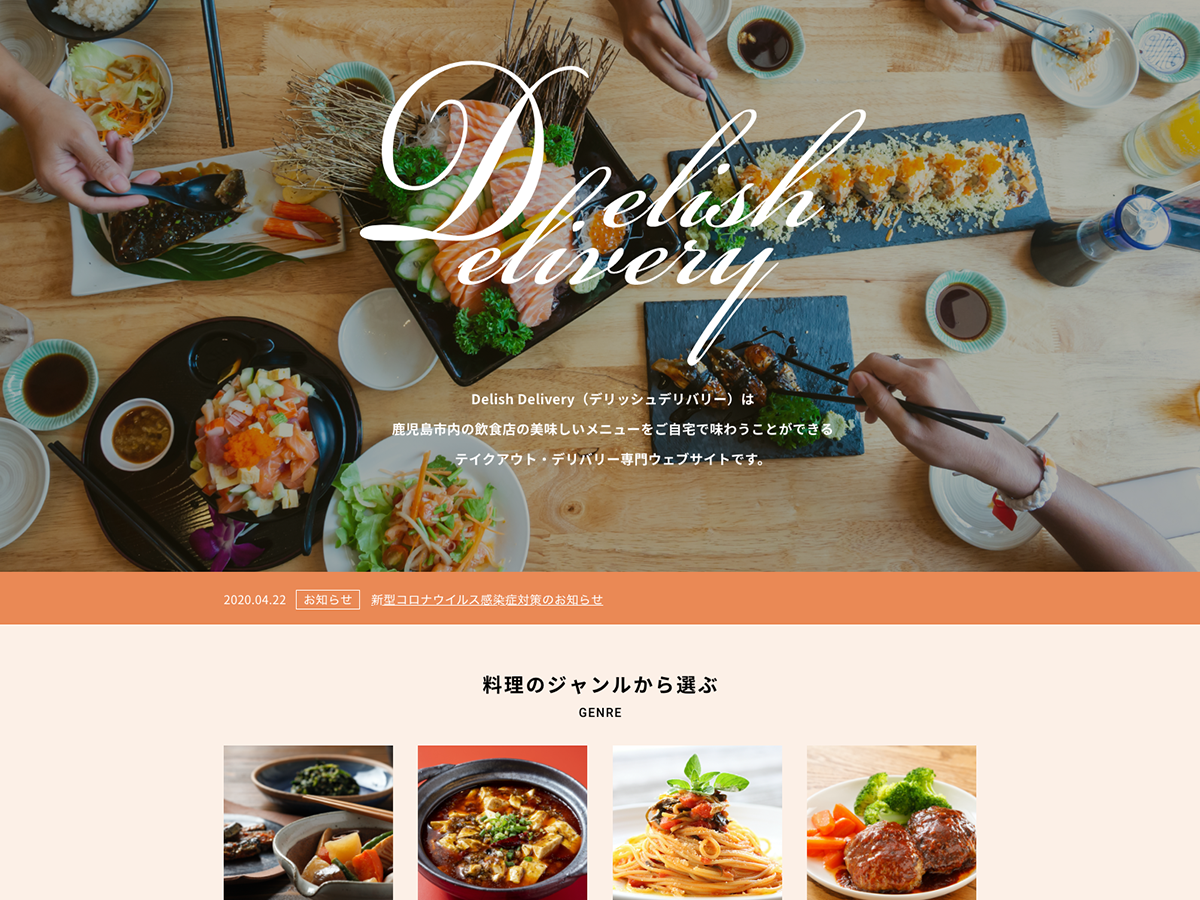 Delish
elivery
Delish Delivery（デリッシュデリバリー）は
鹿児島市内の飲食店の美味しいメニューをご自宅で味わうことができる
テイクアウト・デリバリー専門ウェブサイトです。
2020.04.22 お知らせ 新型コロナウイルス感染症対策のお知らせ
料理のジャンルから選ぶ
GENRE